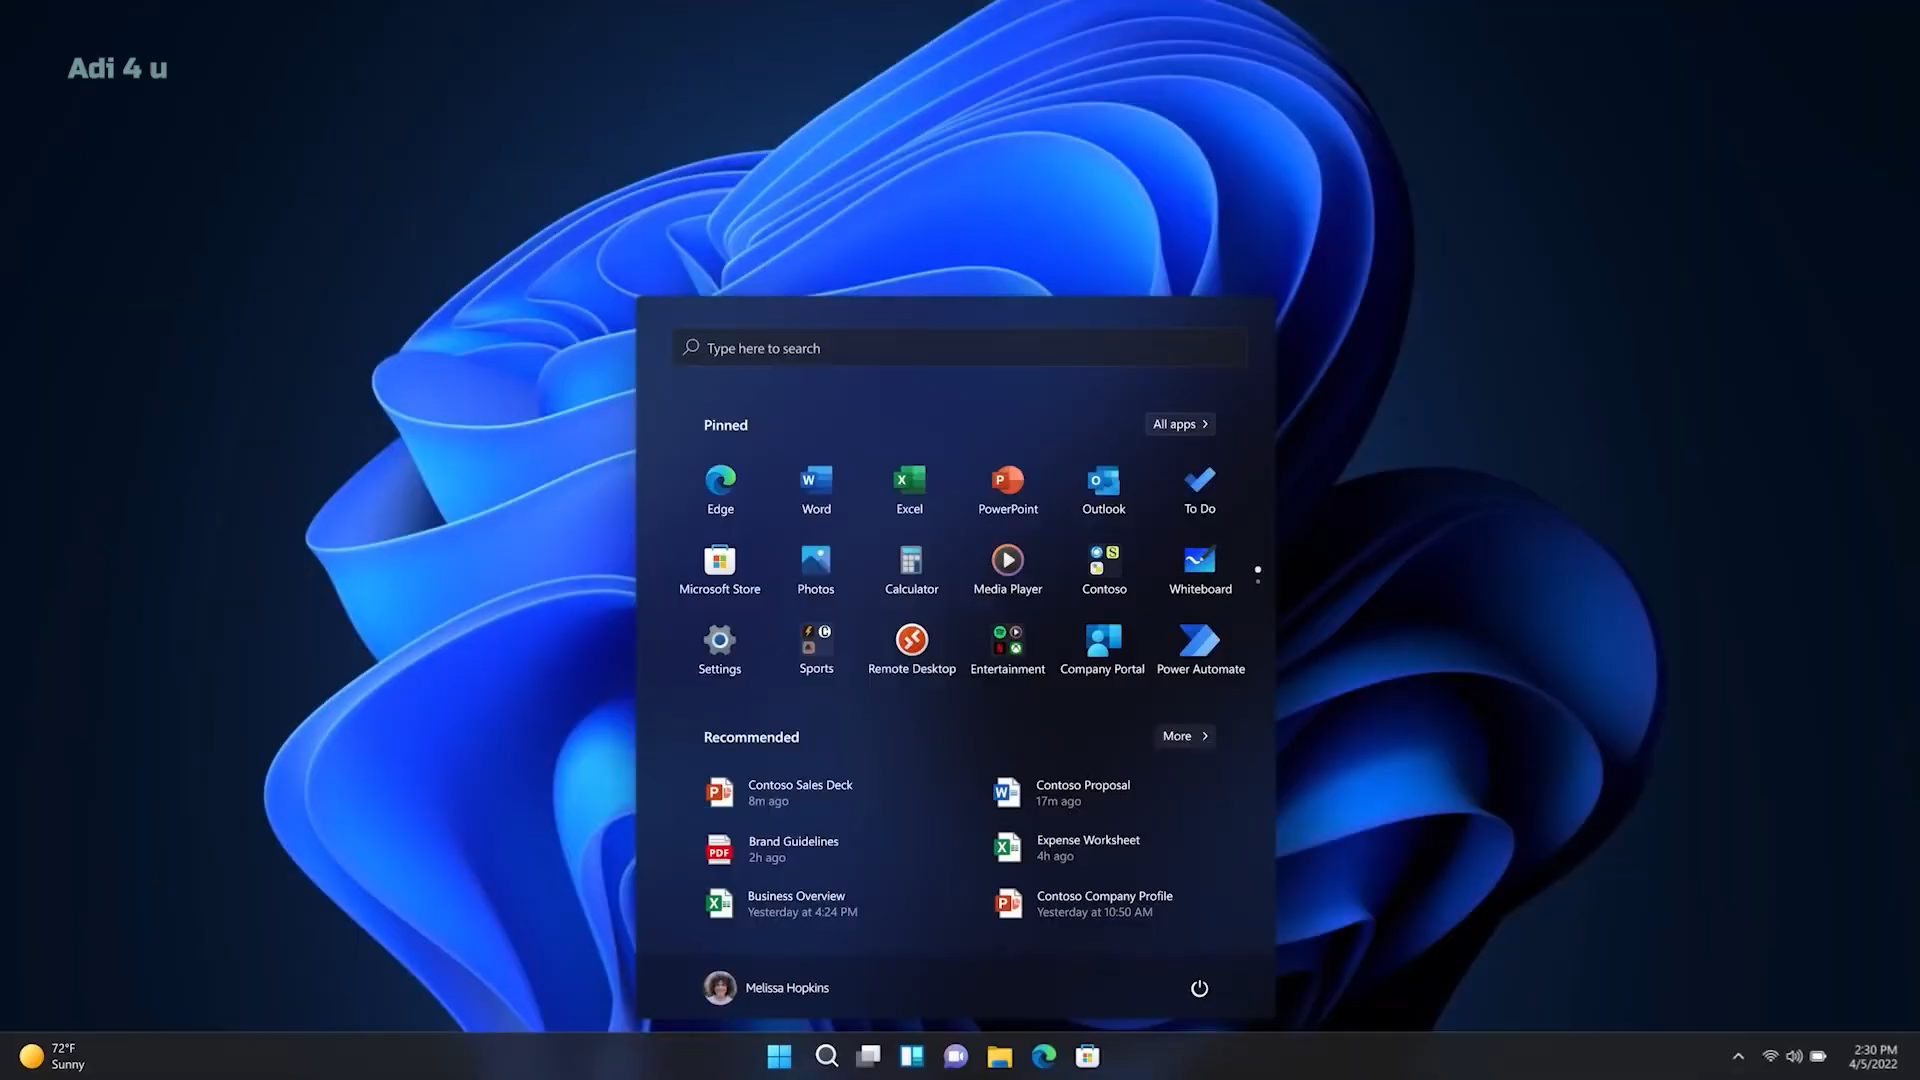 Adi 4 u
Type here to search
Pinned
All apps
Edge
Word
Excel
PowerPoint
Outlook
To Do
Microsoft Store
Photos
Calculator
Media Player
Contoso
Whiteboard
Settings
Sports
Remote Desktop
Entertainment
Company Portal
Power Automate
Recommended
More
Contoso Sales Deck
8m ago
Contoso Proposal
17m ago
Brand Guidelines
2h ago
Expense Worksheet
4h ago
Business Overview
Yesterday at 4:24 PM
Contoso Company Profile
Yesterday at 10:50 AM
Melissa Hopkins
72°F
Sunny
2:30 PM
4/5/2022